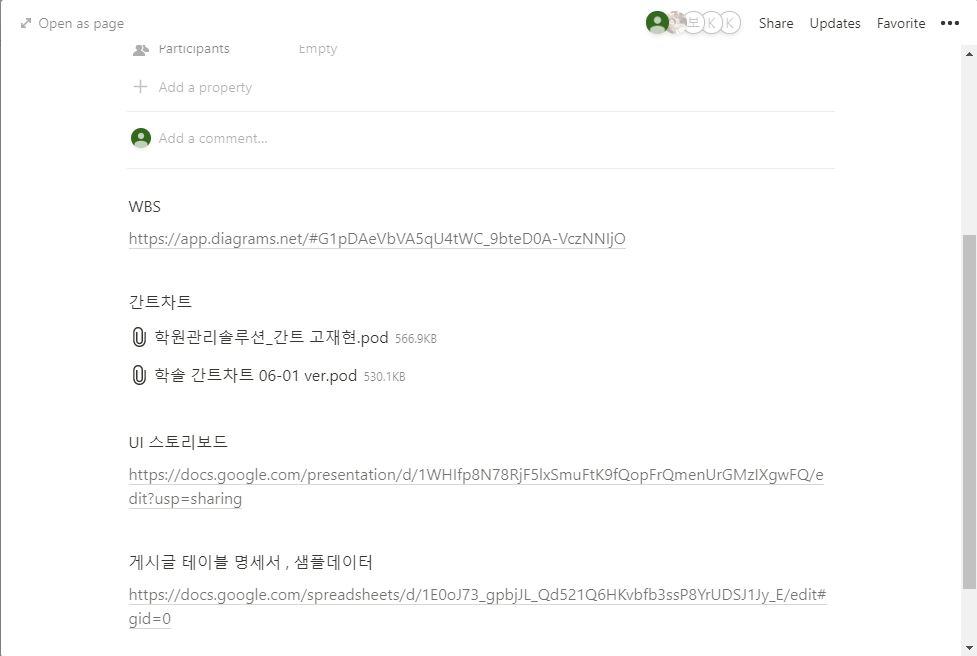 Open as page
보 K K
Share Updates Favorite
Participants Empty
Add a property
Add a comment...
WBS
https://app.diagrams.net/#G1pDAeVbVA5qU4tWC_9bteD0A-VczNNIjO
간트차트
학원관리솔루션_간트 고재현.pod 566.9KB
학솔 간트차트 06-01 ver.pod 530.1KB
UI 스토리보드
https://docs.google.com/presentation/d/1WHIfp8N78RjF5lxSmuFtK9fQopFrQmenUrGMzIXgwFQ/e
dit?usp=sharing
게시글 테이블 명세서 , 샘플데이터
https://docs.google.com/spreadsheets/d/1E0oJ73_gpbjJL_Qd521Q6HKvbfb3ssP8YrUDSJ1Jy_E/edit#
gid=0